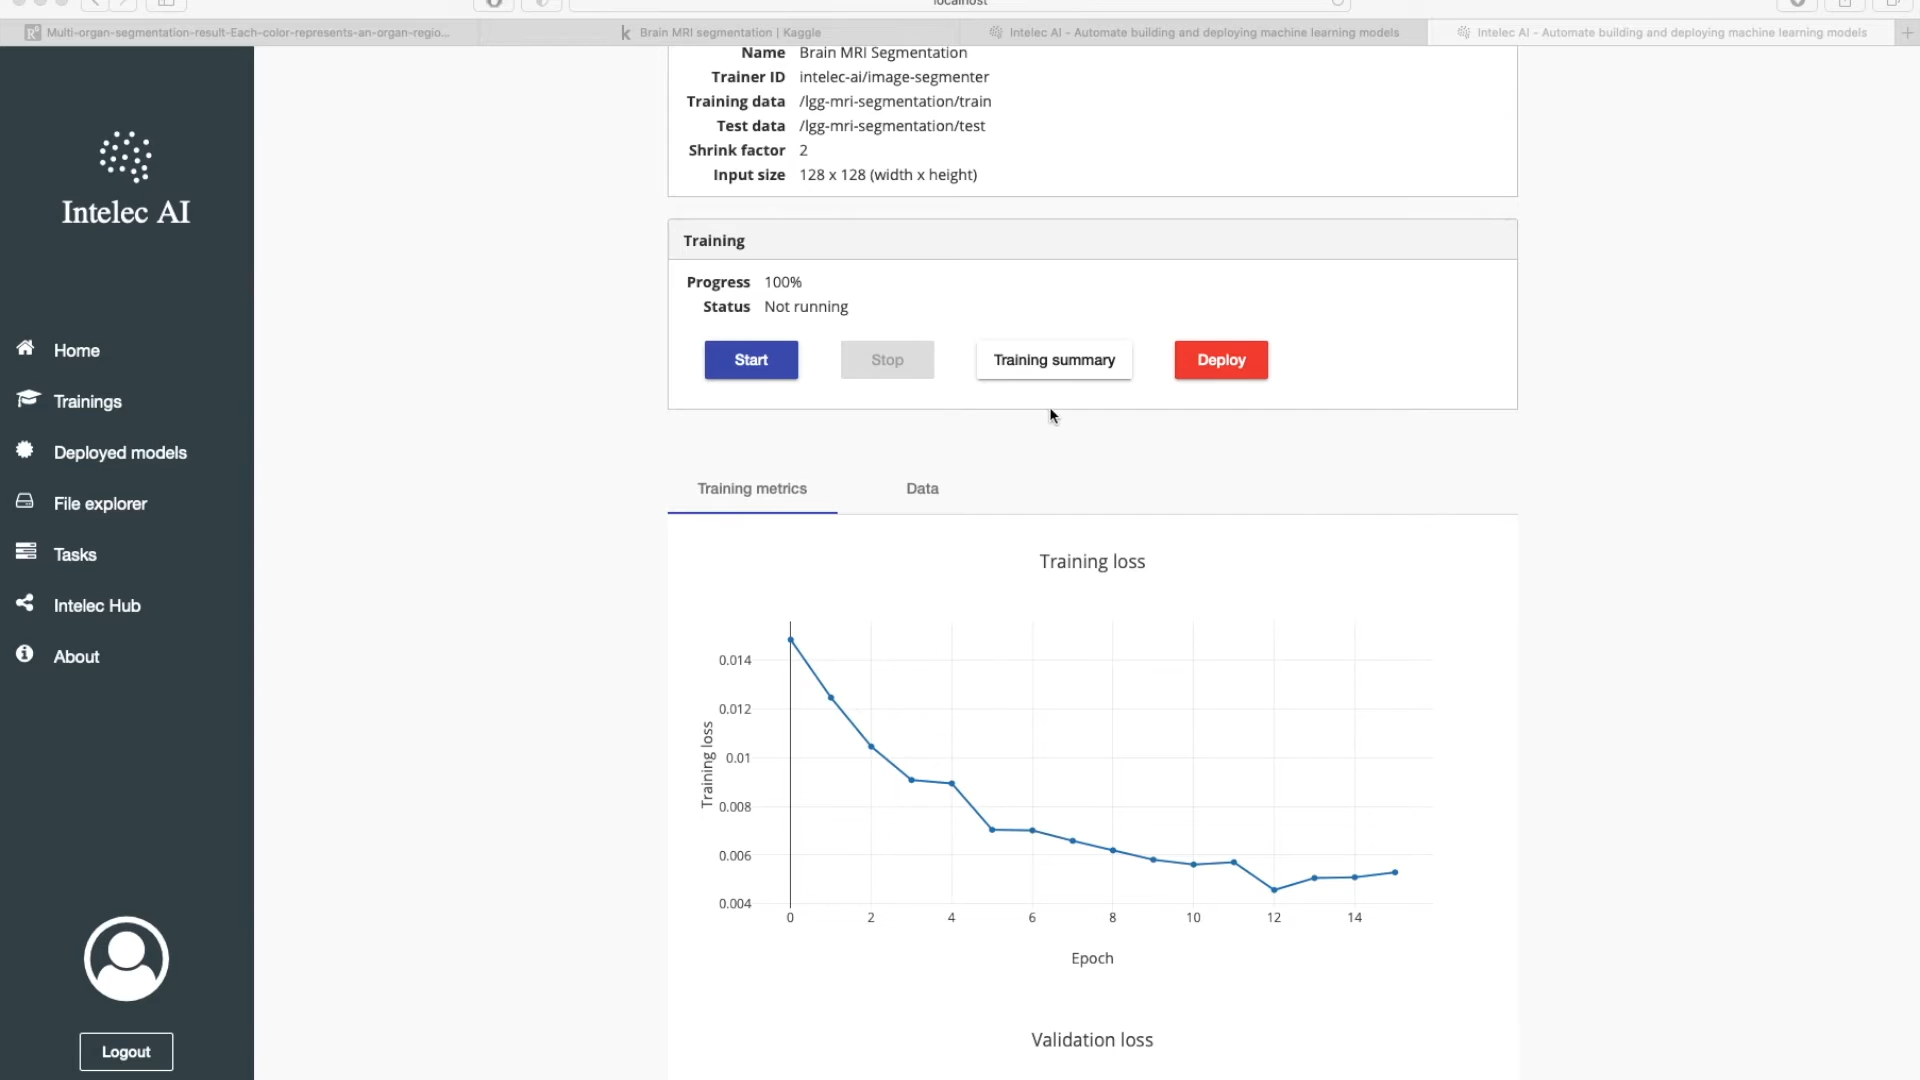 localhost
Multi-organ-segmentation-result-Each-color-represents-an-organ-regio...
Brain MRI segmentation | Kaggle
Intelec AI - Automate building and deploying machine learning models
Intelec AI - Automate building and deploying machine learning models
Intelec AI
Home
Trainings
Deployed models
File explorer
Tasks
Intelec Hub
About
Logout
Name Brain MRI Segmentation
Trainer ID intelec-ai/image-segmenter
Training data /lgg-mri-segmentation/train
Test data /lgg-mri-segmentation/test
Shrink factor 2
Input size 128 x 128 (width x height)
Training
Progress 100%
Status Not running
Start Stop Training summary Deploy
Training metrics Data
Training loss
Training loss
0.014
0.012
0.01
0.008
0.006
0.004
0 2 4 6 8 10 12 14
Epoch
Validation loss